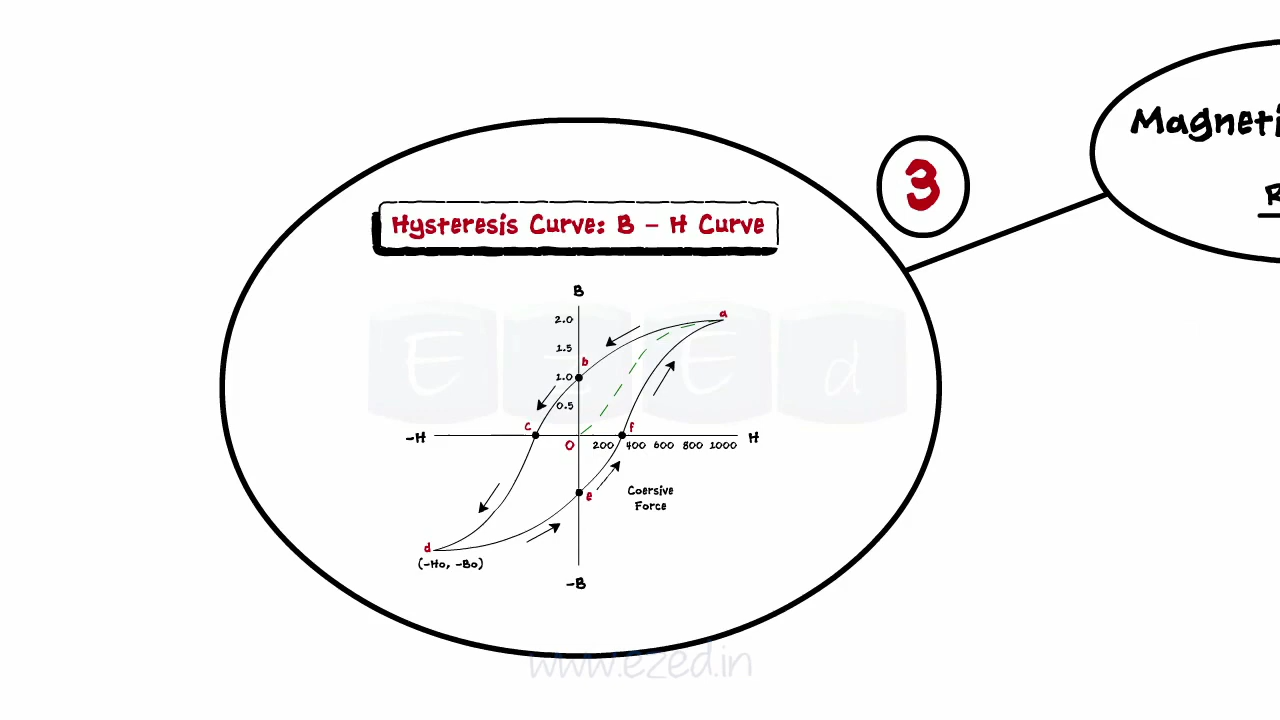 Magneti
3
R
Hysteresis Curve: B – H Curve
B
a
2.0
1.5
b
1.0
0.5
c
f
-H
H
O
200 400 600 800 1000
e
Coersive
Force
d
(-Ho, -Bo)
-B
E z E d
www.ezed.in